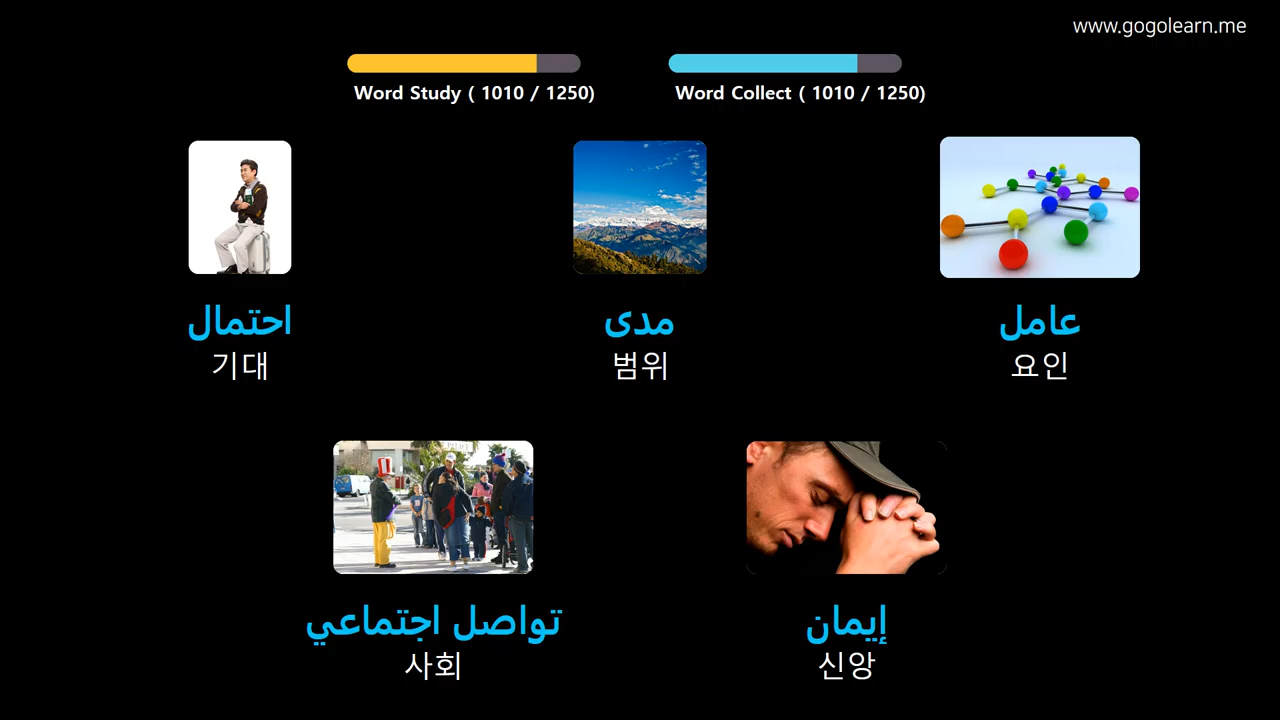 www.gogolearn.me
Word Study ( 1010 / 1250)
Word Collect ( 1010 / 1250)
احتمال
기대
مدى
범위
عامل
요인
تواصل اجتماعي
사회
إيمان
신앙